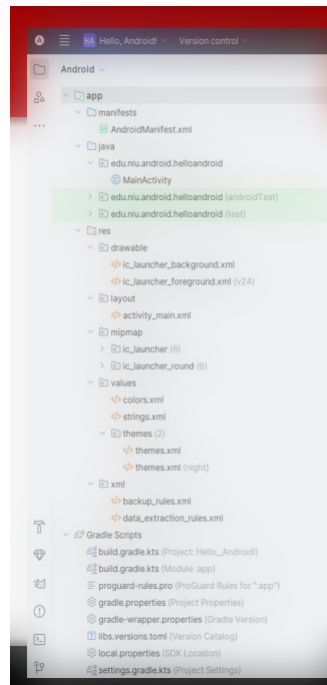 HA Hello, Android! Version control
Android
app
manifests
AndroidManifest.xml
java
edu.niu.android.helloandroid
MainActivity
edu.niu.android.helloandroid (androidTest)
edu.niu.android.helloandroid (test)
res
drawable
ic_launcher_background.xml
ic_launcher_foreground.xml (v24)
layout
activity_main.xml
mipmap
ic_launcher (6)
ic_launcher_round (6)
values
colors.xml
strings.xml
themes (2)
themes.xml
themes.xml (night)
xml
backup_rules.xml
data_extraction_rules.xml
Gradle Scripts
build.gradle.kts (Project: Hello,_Android!)
build.gradle.kts (Module :app)
proguard-rules.pro (ProGuard Rules for ":app")
gradle.properties (Project Properties)
gradle-wrapper.properties (Gradle Version)
libs.versions.toml (Version Catalog)
local.properties (SDK Location)
settings.gradle.kts (Project Settings)